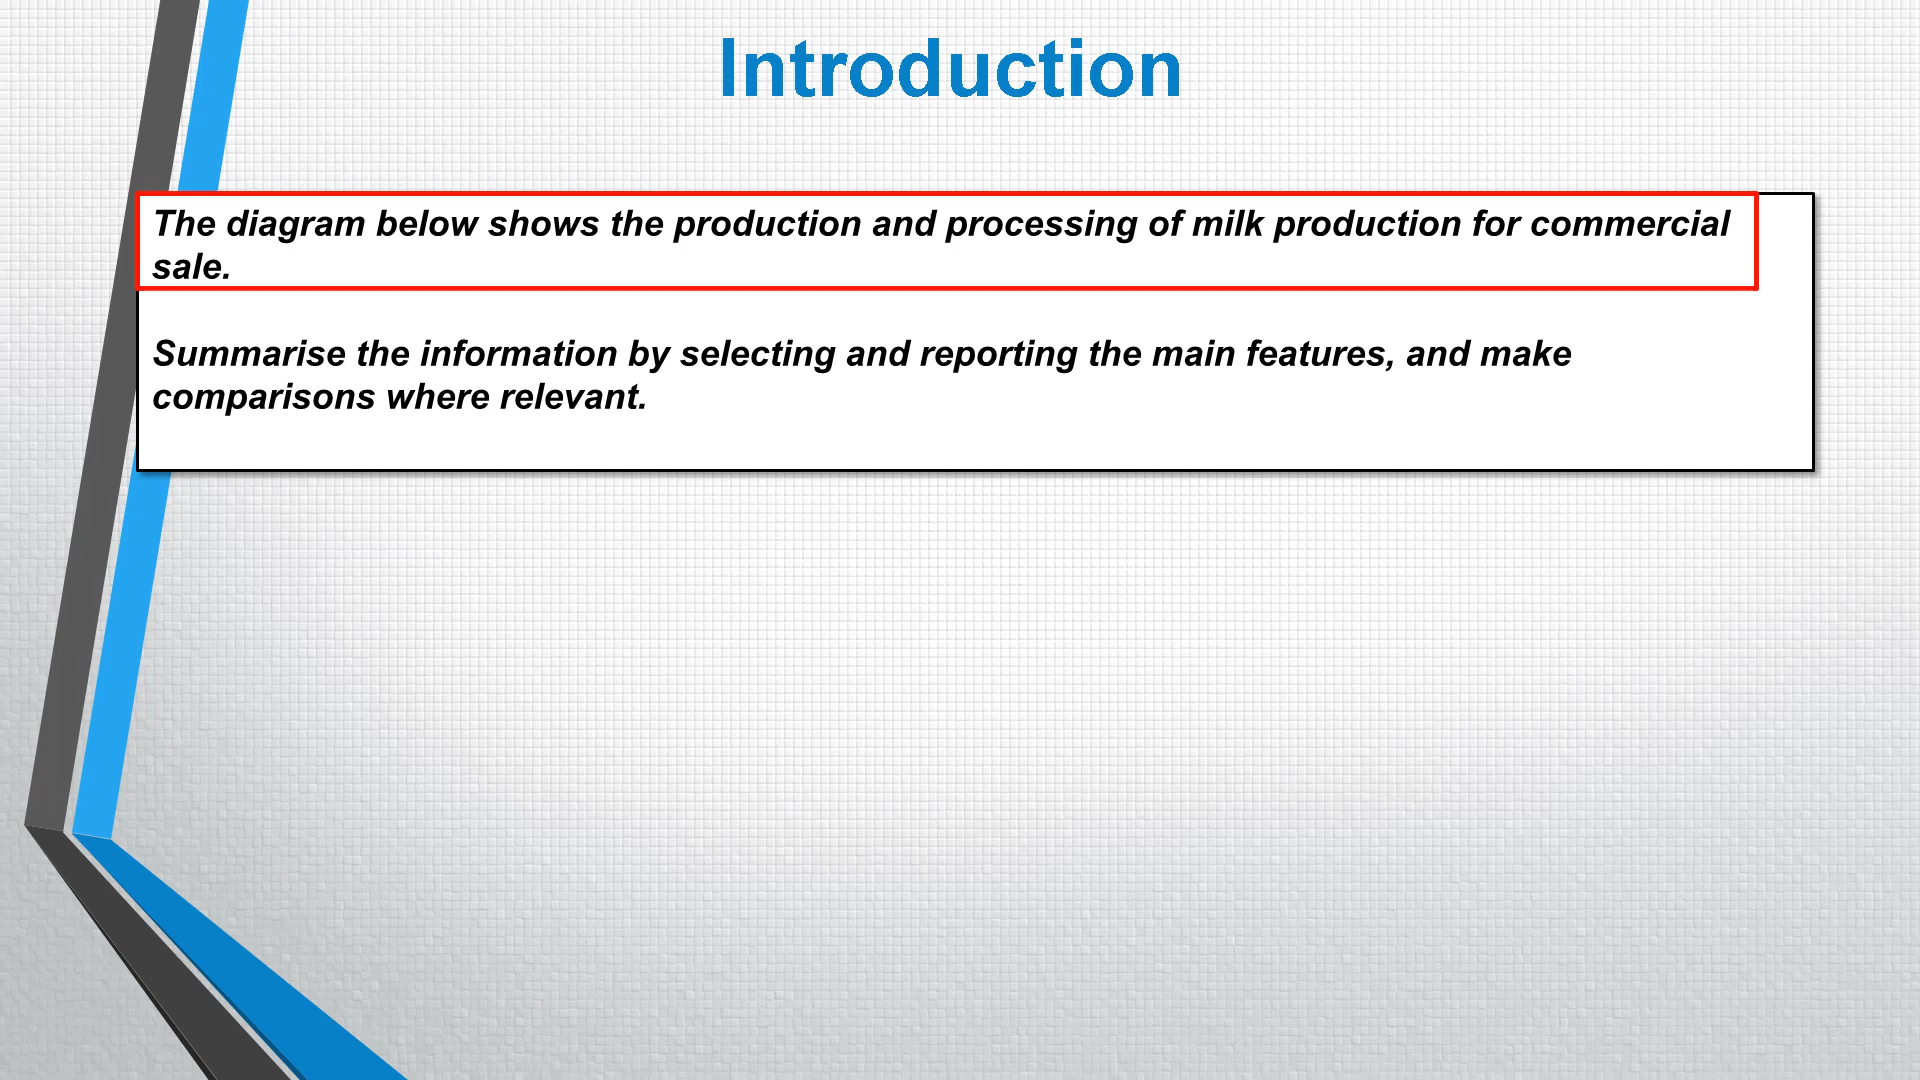 Introduction
The diagram below shows the production and processing of milk production for commercial
sale.
Summarise the information by selecting and reporting the main features, and make
comparisons where relevant.